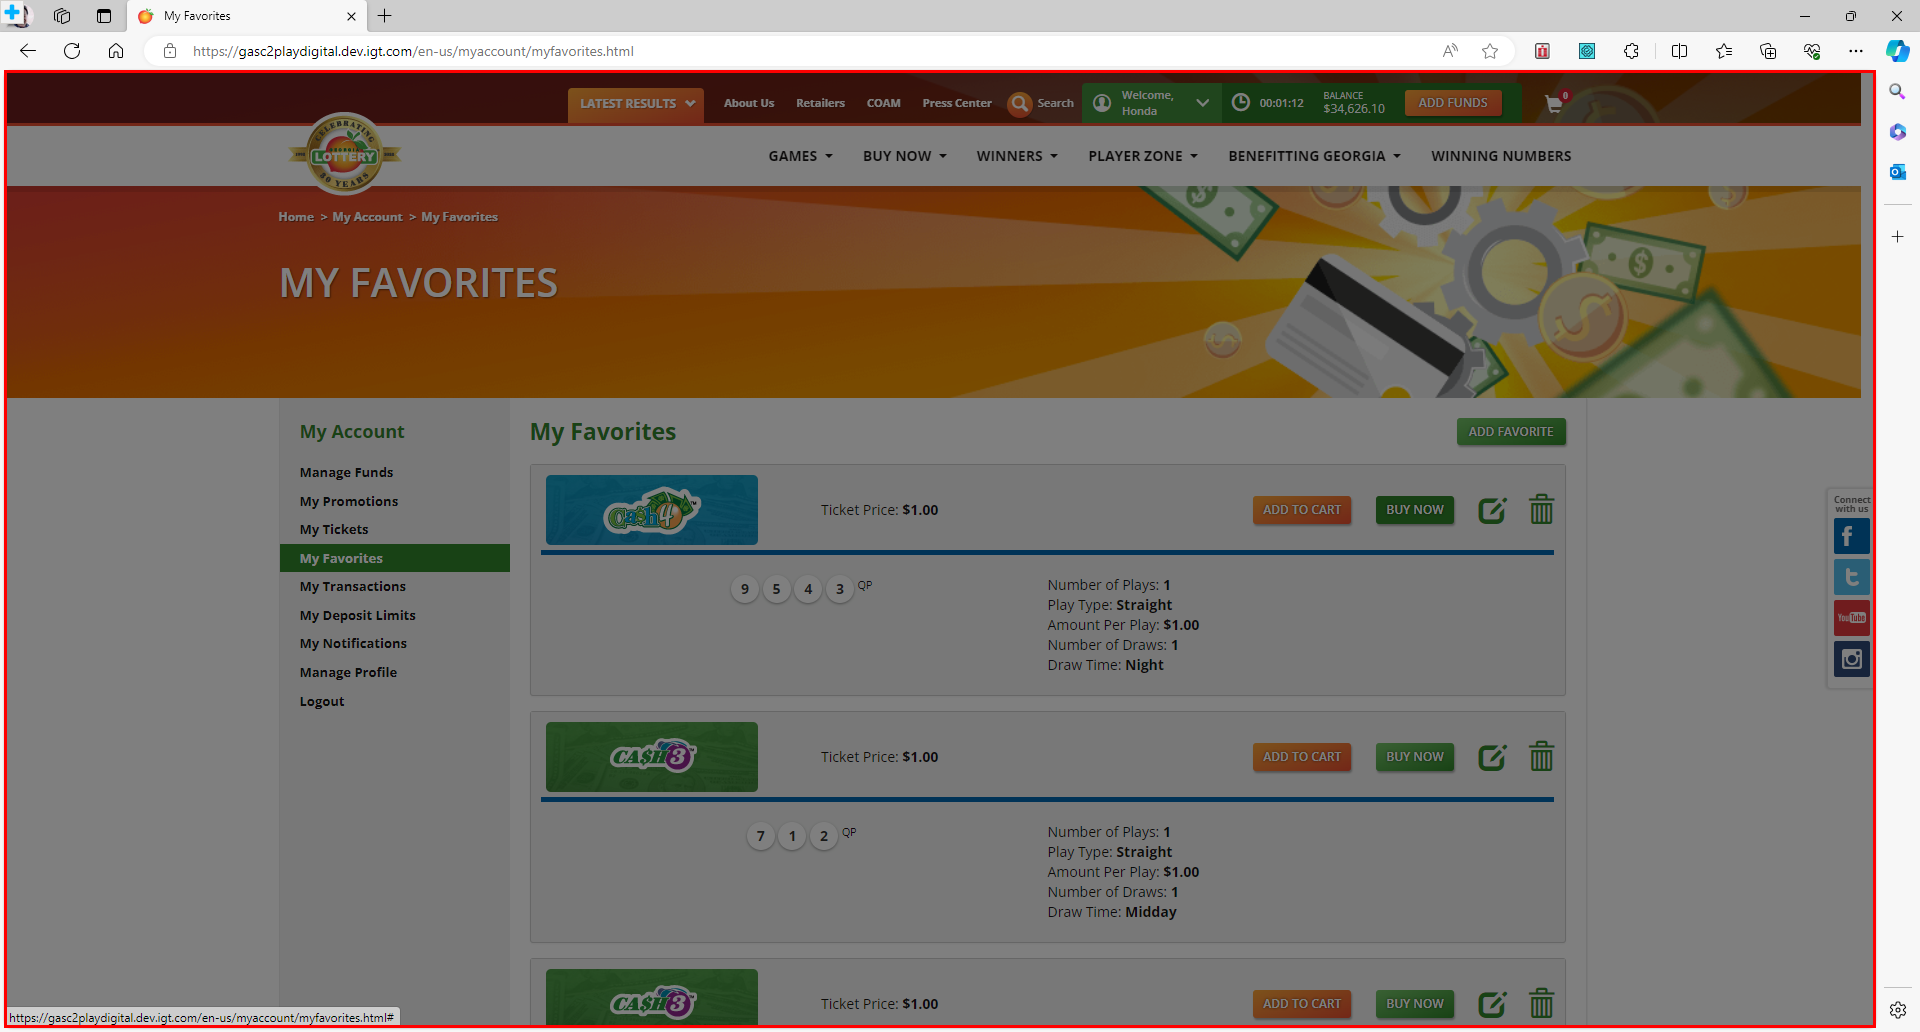 My Favorites
https://gasc2playdigital.dev.igt.com/en-us/myaccount/myfavorites.html
LATEST RESULTS
About Us
Retailers
COAM
Press Center
Search
Welcome,
Honda
00:01:12
BALANCE
$34,626.10
ADD FUNDS
0
CELEBRATING
GEORGIA
LOTTERY
30 YEARS
GAMES
BUY NOW
WINNERS
PLAYER ZONE
BENEFITTING GEORGIA
WINNING NUMBERS
Home > My Account > My Favorites
MY FAVORITES
My Account
Manage Funds
My Promotions
My Tickets
My Favorites
My Transactions
My Deposit Limits
My Notifications
Manage Profile
Logout
My Favorites
ADD FAVORITE
Cash 4™
Ticket Price: $1.00
ADD TO CART
BUY NOW
9 5 4 3 QP
Number of Plays: 1
Play Type: Straight
Amount Per Play: $1.00
Number of Draws: 1
Draw Time: Night
CA$H 3™
Ticket Price: $1.00
ADD TO CART
BUY NOW
7 1 2 QP
Number of Plays: 1
Play Type: Straight
Amount Per Play: $1.00
Number of Draws: 1
Draw Time: Midday
CA$H 3™
Ticket Price: $1.00
ADD TO CART
BUY NOW
Connect
with us
YouTube
https://gasc2playdigital.dev.igt.com/en-us/myaccount/myfavorites.html#